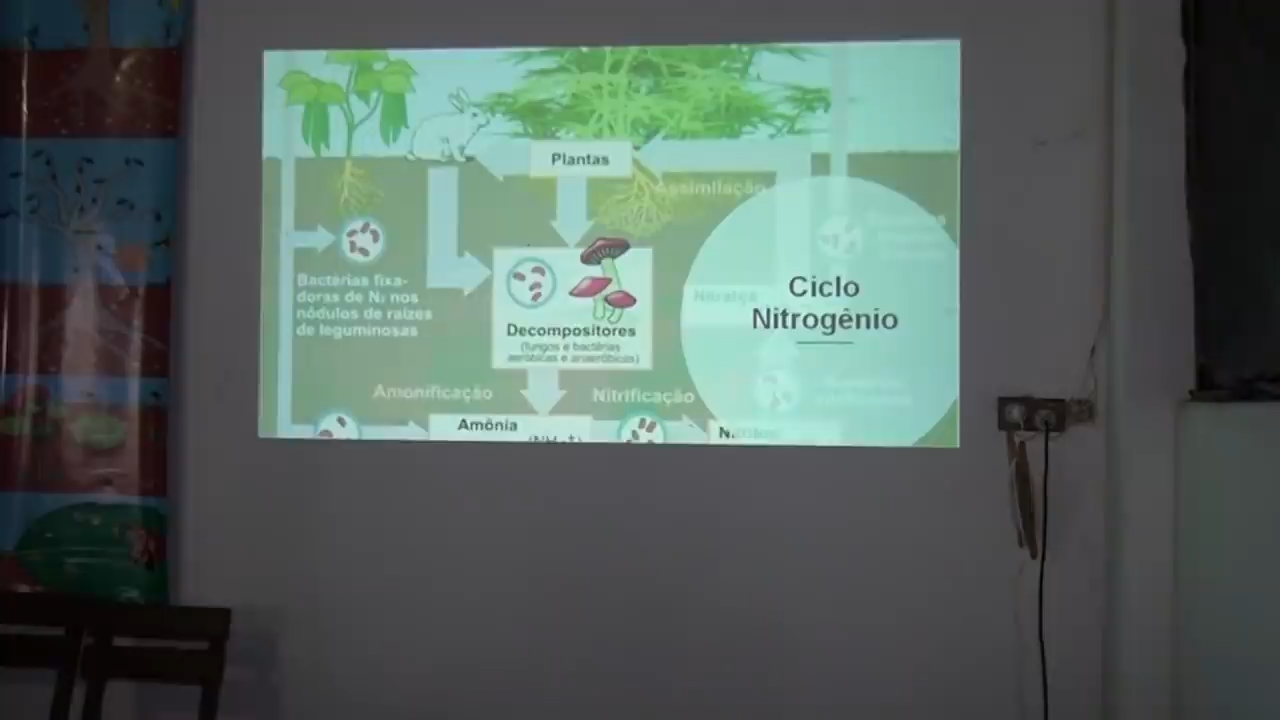 Plantas
Assimilação
Bactérias fixa-
doras de N₂ nos
nódulos de raízes
de leguminosas
Decompositores
(fungos e bactérias
aeróbicas e anaeróbicas)
Ciclo
Nitrogênio
Amonificação
Nitrificação
Amônia